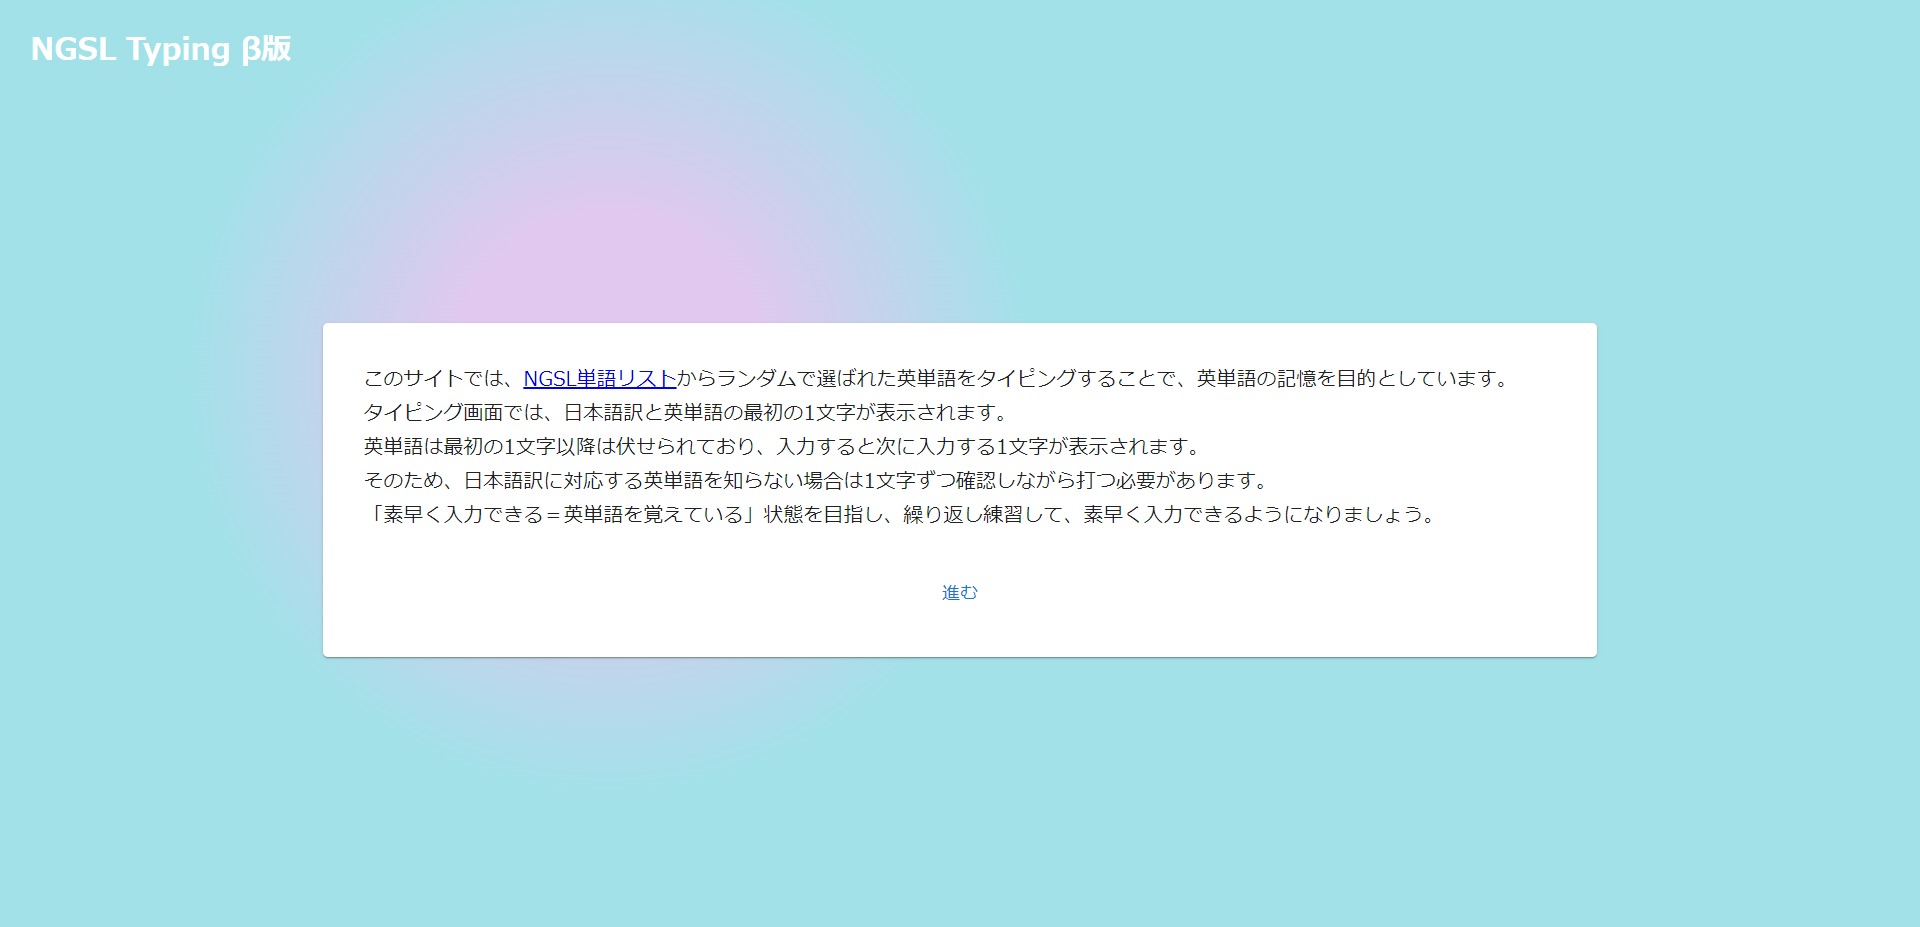 NGSL Typing β版
このサイトでは、NGSL単語リストからランダムで選ばれた英単語をタイピングすることで、英単語の記憶を目的としています。
タイピング画面では、日本語訳と英単語の最初の1文字が表示されます。
英単語は最初の1文字以降は伏せられており、入力すると次に入力する1文字が表示されます。
そのため、日本語訳に対応する英単語を知らない場合は1文字ずつ確認しながら打つ必要があります。
「素早く入力できる＝英単語を覚えている」状態を目指し、繰り返し練習して、素早く入力できるようになりましょう。
進む